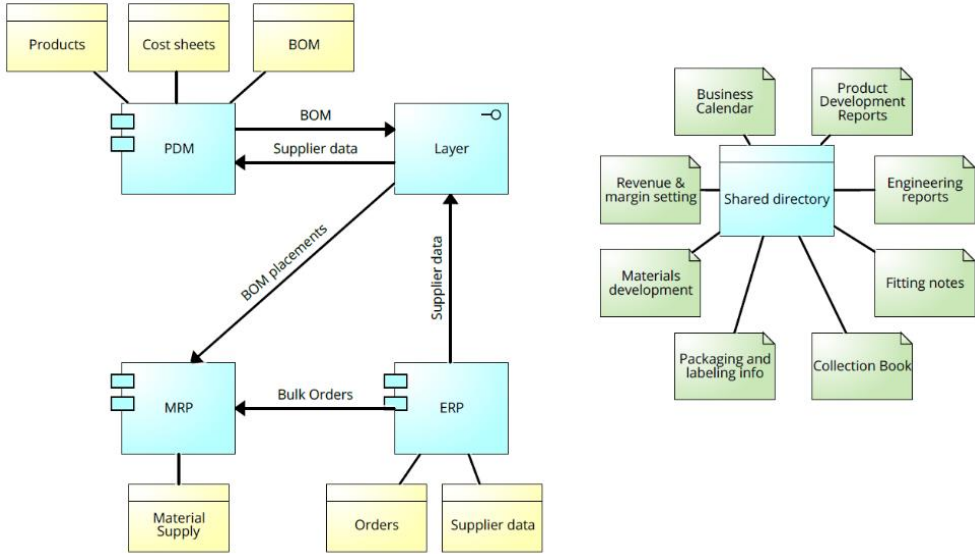 Products
Cost sheets
BOM
PDM
BOM
Supplier data
Layer
BOM placements
Supplier data
MRP
Bulk Orders
ERP
Material
Supply
Orders
Supplier data
Business
Calendar
Product
Development
Reports
Revenue &
margin setting
Shared directory
Engineering
reports
Materials
development
Fitting notes
Packaging and
labeling info
Collection Book